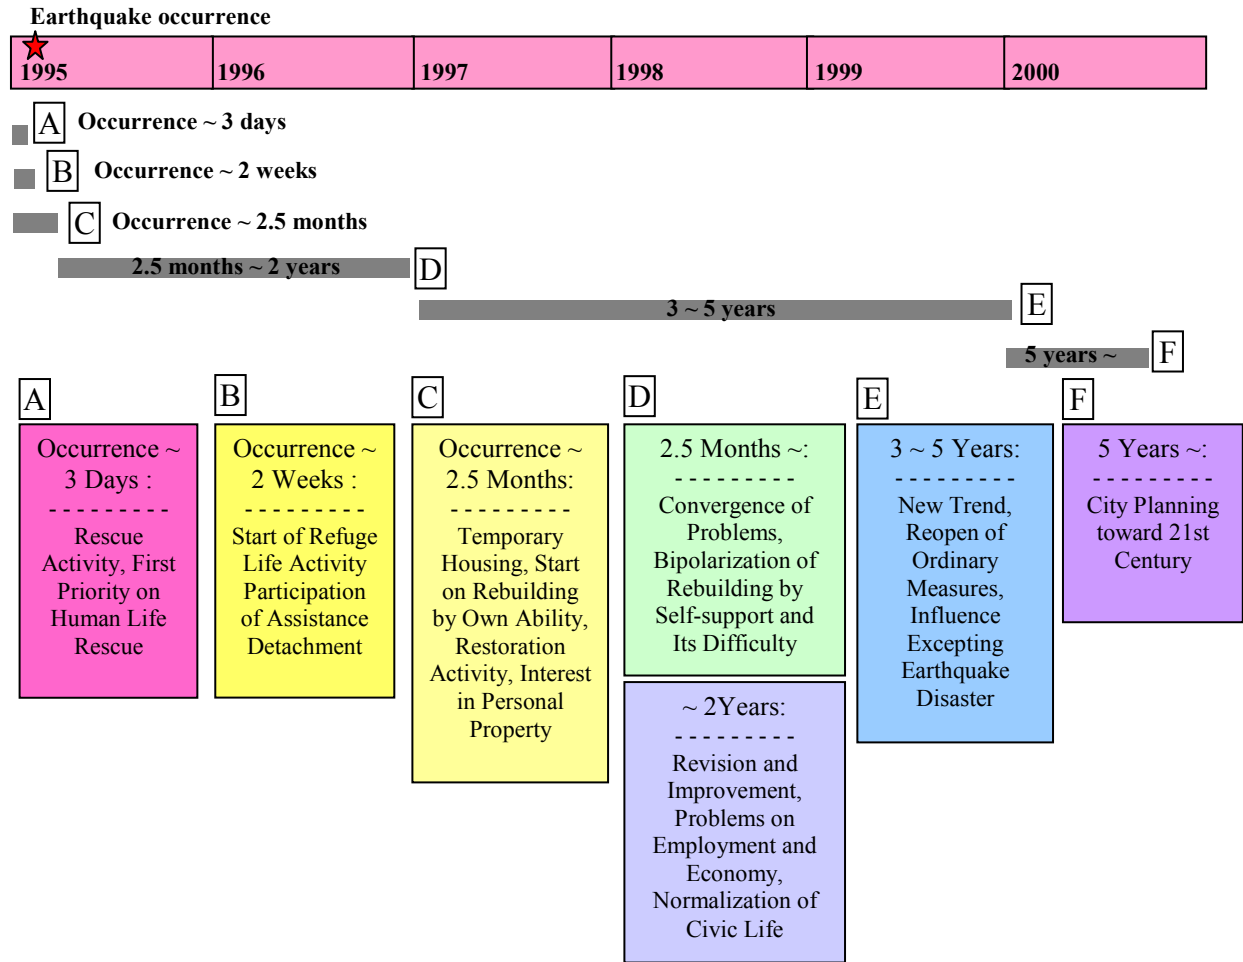 Earthquake occurrence
1995 1996 1997 1998 1999 2000
A Occurrence ~ 3 days
B Occurrence ~ 2 weeks
C Occurrence ~ 2.5 months
2.5 months ~ 2 years D
3 ~ 5 years E
5 years ~ F
A
Occurrence ~
3 Days :
- - - - - - - - -
Rescue
Activity, First
Priority on
Human Life
Rescue
B
Occurrence ~
2 Weeks :
- - - - - - - - -
Start of Refuge
Life Activity
Participation
of Assistance
Detachment
C
Occurrence ~
2.5 Months:
- - - - - - - - -
Temporary
Housing, Start
on Rebuilding
by Own Ability,
Restoration
Activity, Interest
in Personal
Property
D
2.5 Months ~:
- - - - - - - - -
Convergence of
Problems,
Bipolarization of
Rebuilding by
Self-support and
Its Difficulty
~ 2Years:
- - - - - - - - -
Revision and
Improvement,
Problems on
Employment and
Economy,
Normalization of
Civic Life
E
3 ~ 5 Years:
- - - - - - - - -
New Trend,
Reopen of
Ordinary
Measures,
Influence
Excepting
Earthquake
Disaster
F
5 Years ~:
- - - - - - - - -
City Planning
toward 21st
Century